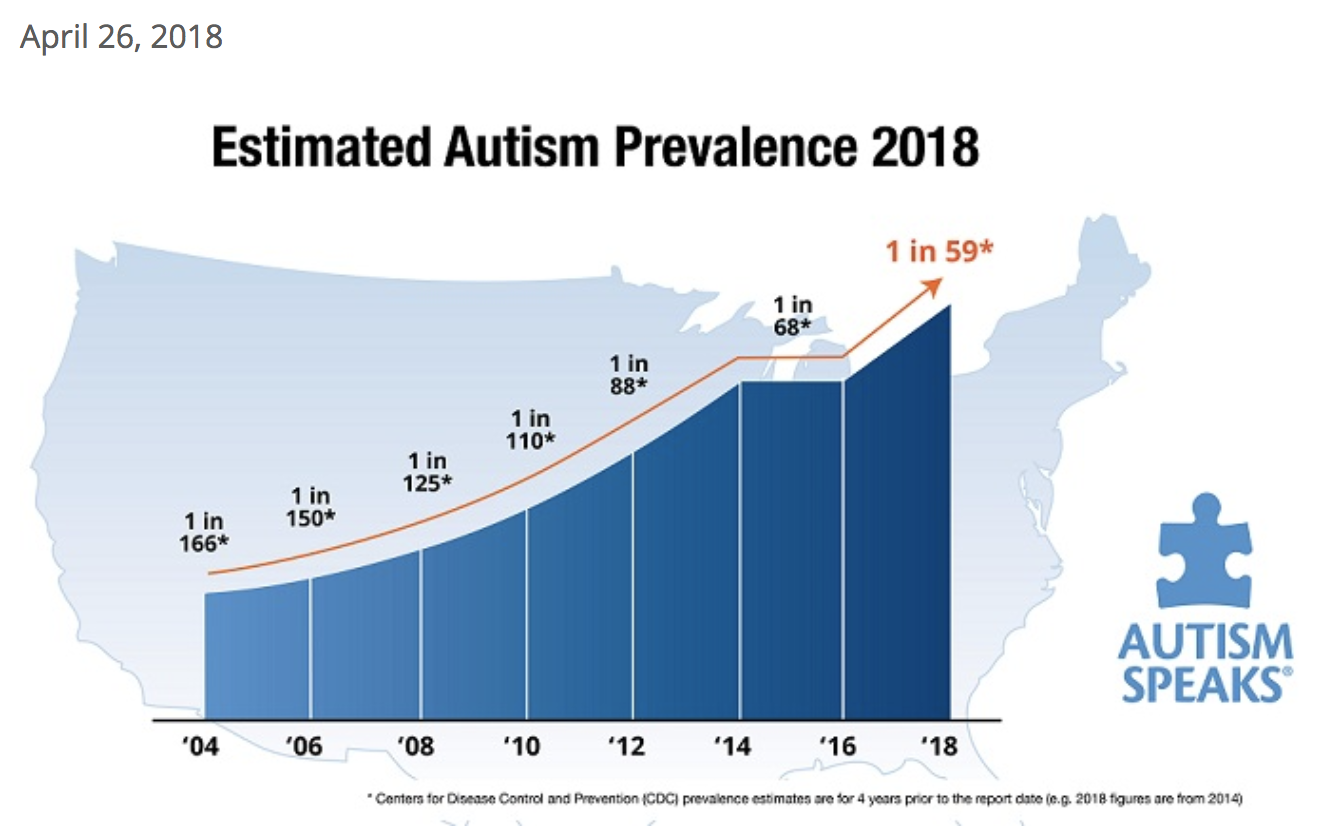 April 26, 2018
Estimated Autism Prevalence 2018
1 in 59*
1 in
68*
1 in
88*
1 in
110*
1 in
125*
1 in
150*
1 in
166*
AUTISM
SPEAKS®
‘04 ‘06 ‘08 ‘10 ‘12 ‘14 ‘16 ‘18
* Centers for Disease Control and Prevention (CDC) prevalence estimates are for 4 years prior to the report date (e.g. 2018 figures are from 2014)